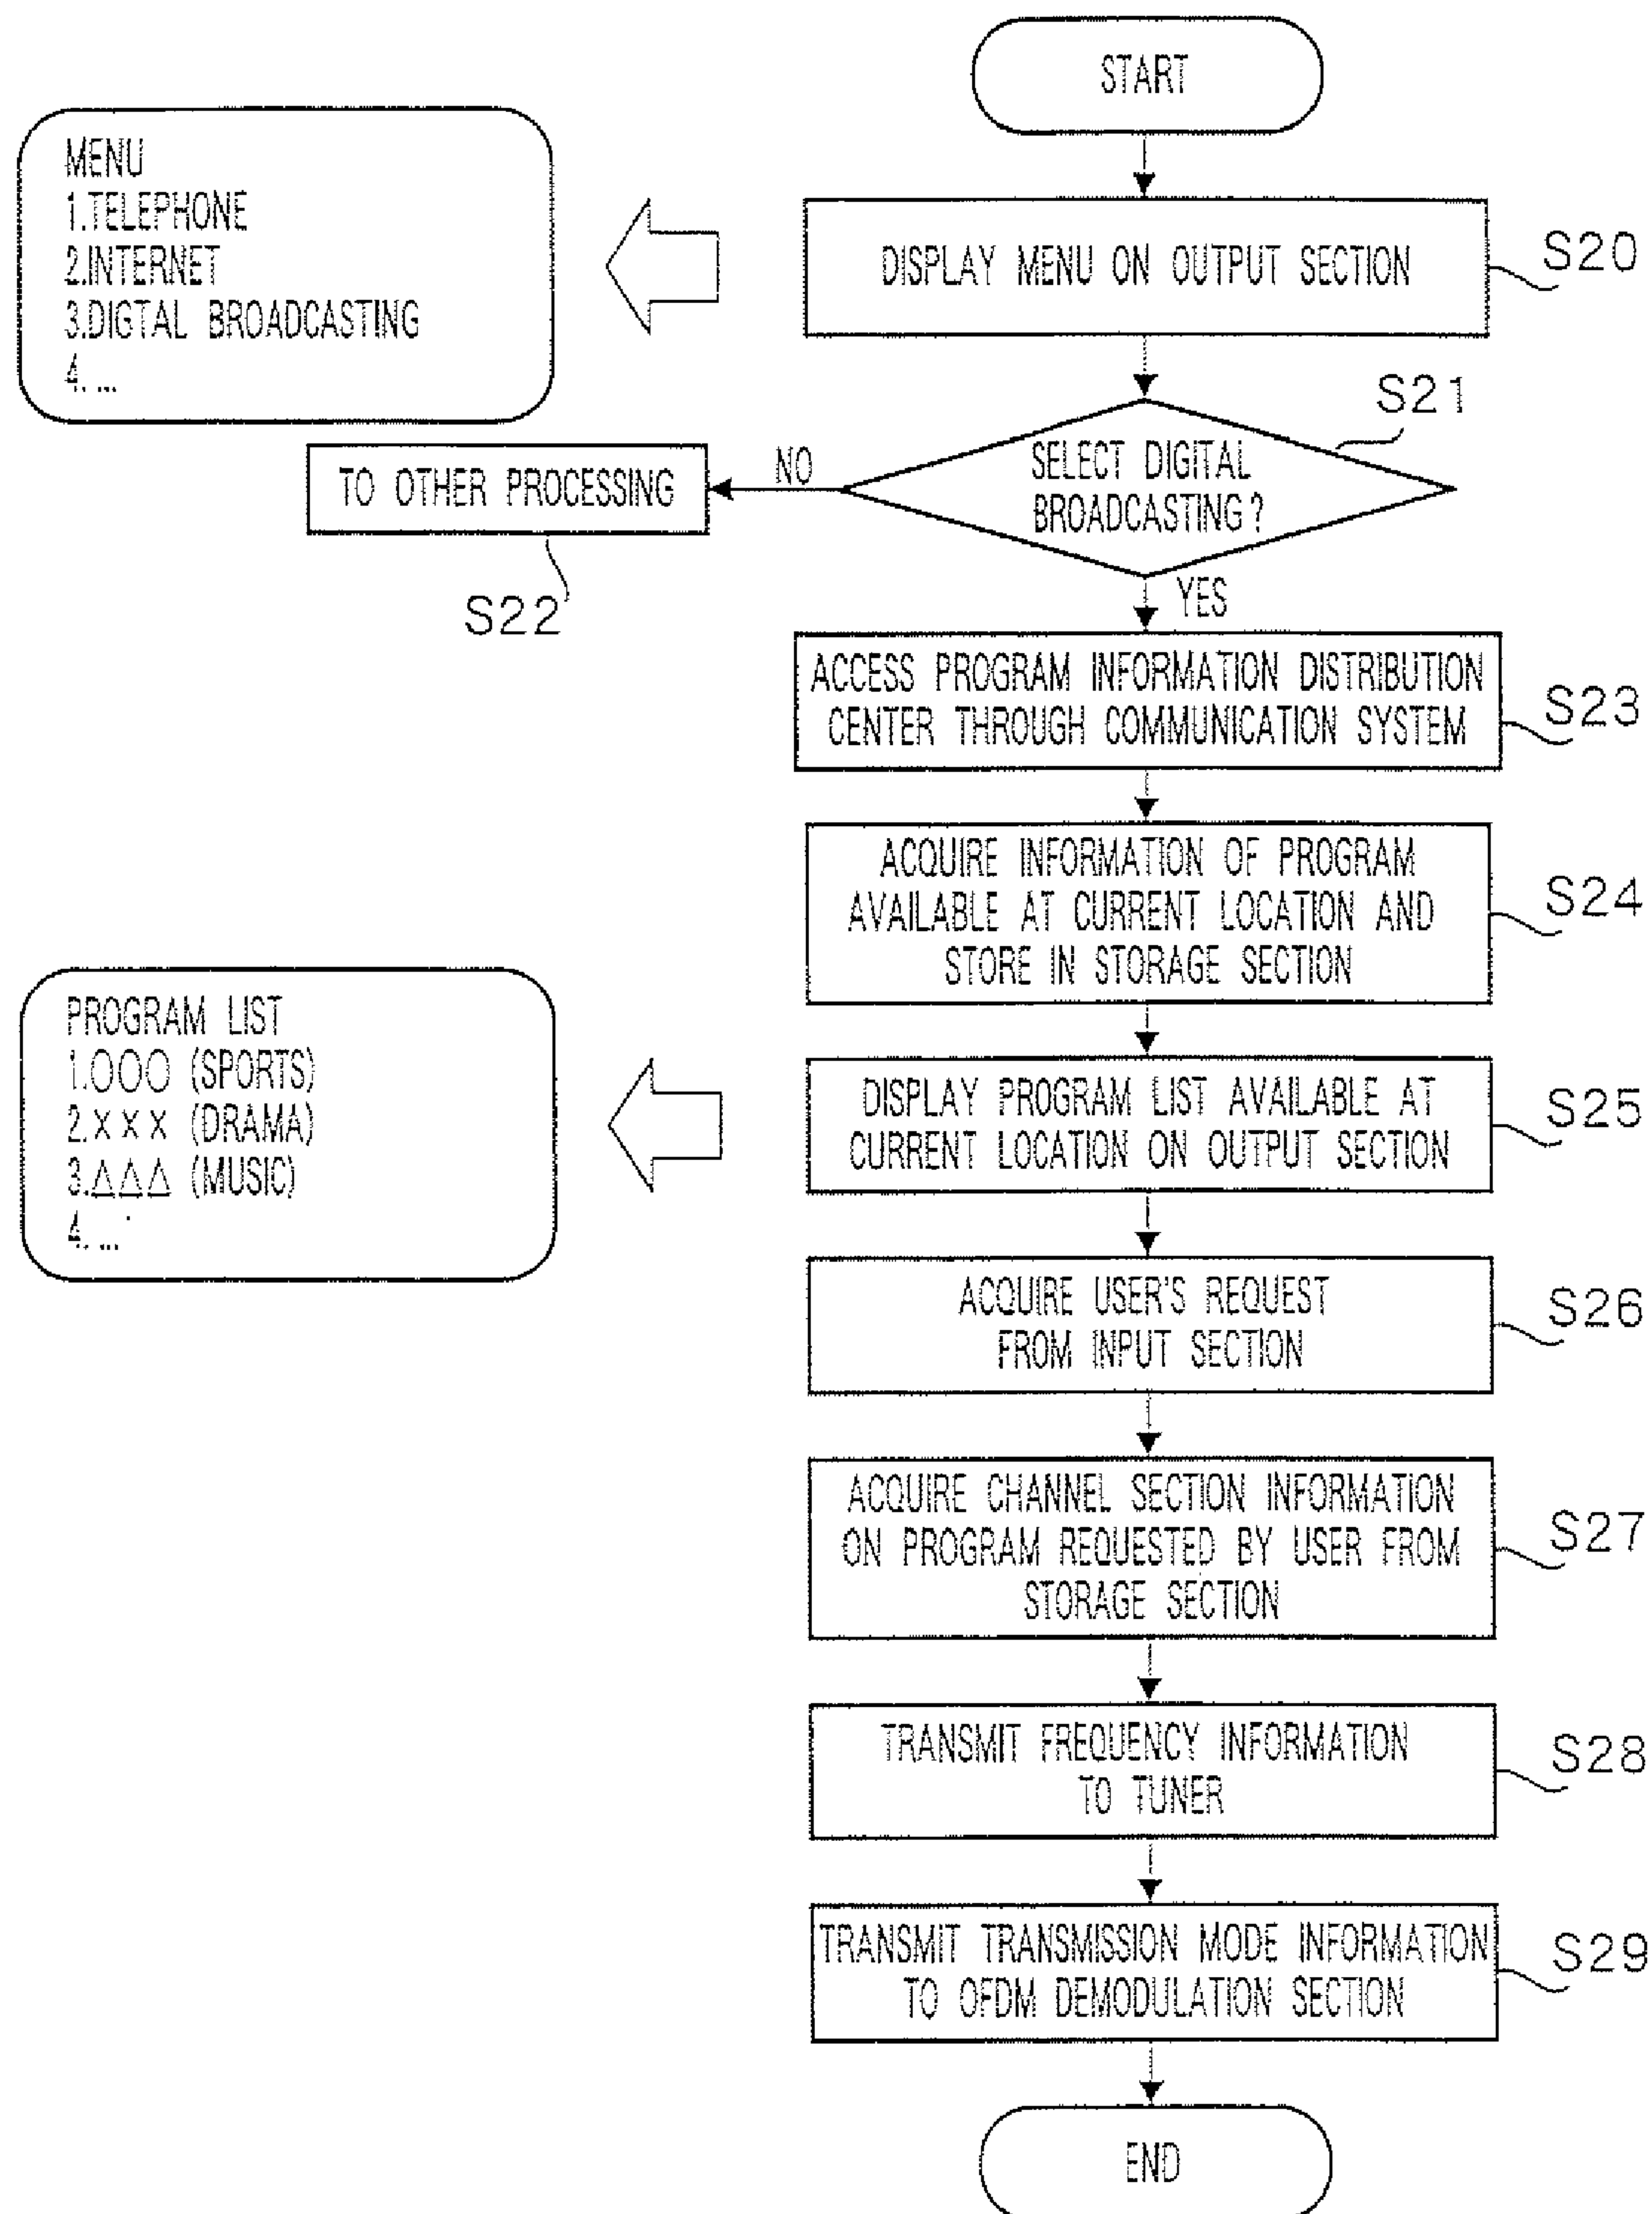 START
MENU
1.TELEPHONE
2.INTERNET
3.DIGTAL BROADCASTING
4. ...
DISPLAY MENU ON OUTPUT SECTION
S20
S21
SELECT DIGITAL
BROADCASTING?
NO
TO OTHER PROCESSING
S22
YES
ACCESS PROGRAM INFORMATION DISTRIBUTION
CENTER THROUGH COMMUNICATION SYSTEM
S23
ACQUIRE INFORMATION OF PROGRAM
AVAILABLE AT CURRENT LOCATION AND
STORE IN STORAGE SECTION
S24
PROGRAM LIST
1.○○○ (SPORTS)
2.××× (DRAMA)
3.△△△ (MUSIC)
4. ...
DISPLAY PROGRAM LIST AVAILABLE AT
CURRENT LOCATION ON OUTPUT SECTION
S25
ACQUIRE USER'S REQUEST
FROM INPUT SECTION
S26
ACQUIRE CHANNEL SECTION INFORMATION
ON PROGRAM REQUESTED BY USER FROM
STORAGE SECTION
S27
TRANSMIT FREQUENCY INFORMATION
TO TUNER
S28
TRANSMIT TRANSMISSION MODE INFORMATION
TO OFDM DEMODULATION SECTION
S29
END